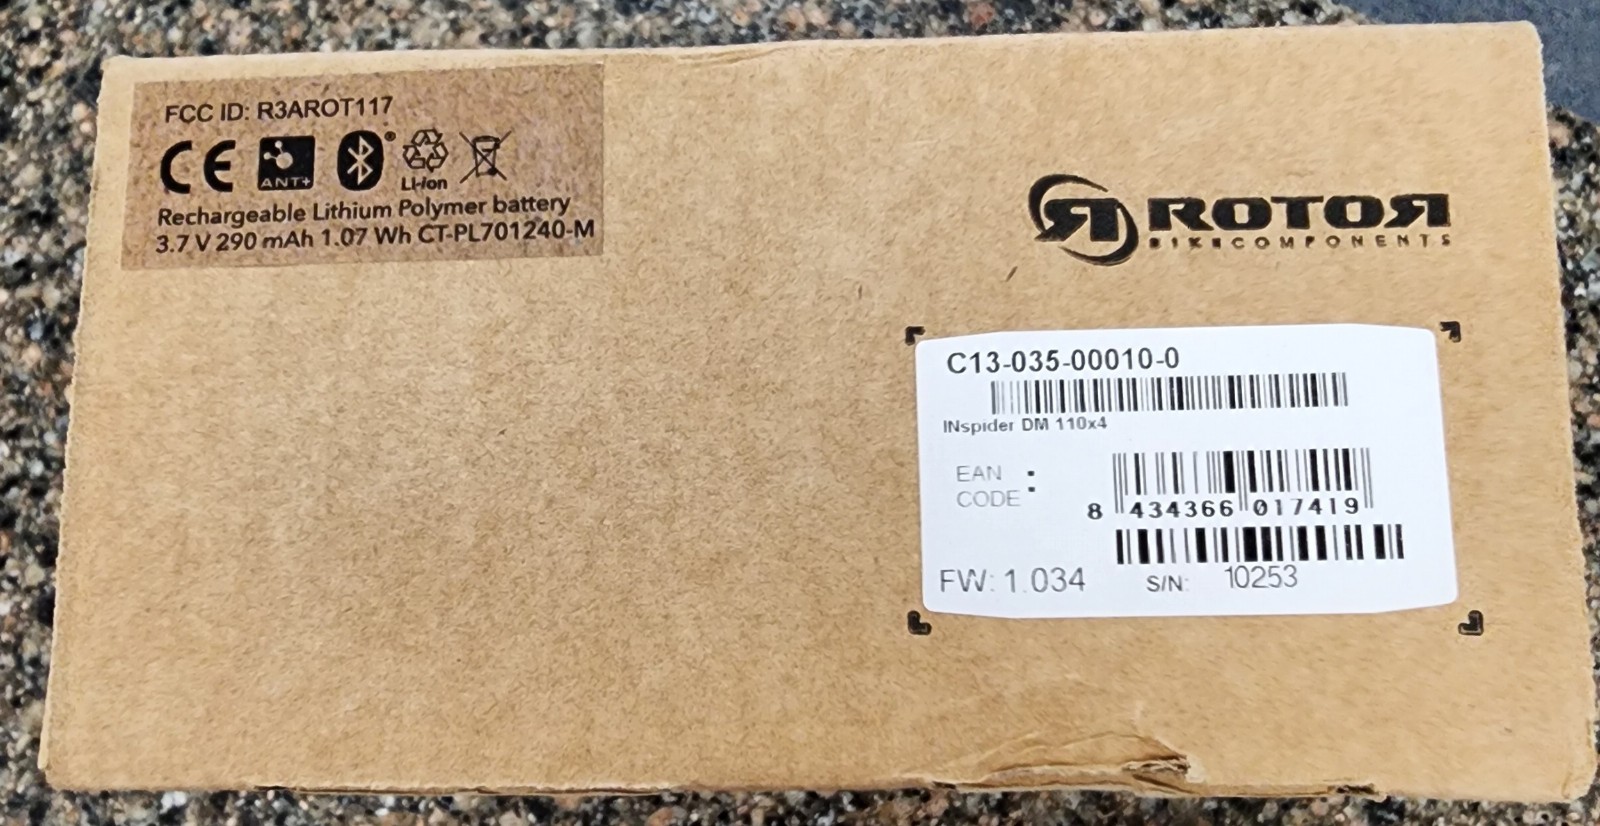 FCC ID: R3AROT117
CE ANT+ Li-Ion
Rechargeable Lithium Polymer battery
3.7 V 290 mAh 1.07 Wh CT-PL701240-M
R ROTOR
BIKECOMPONENTS
C13-035-00010-0
INspider DM 110x4
EAN CODE :
8 434366 017419
FW: 1.034 S/N: 10253